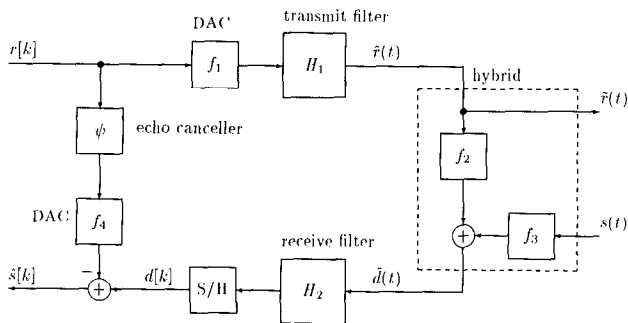 DAC
transmit filter
r[k]
f₁
H₁
r̃(t)
hybrid
r̃(t)
ψ
echo canceller
f₂
DAC
f₄
f₃
s(t)
+
receive filter
−
ŝ[k]
+
d[k]
S/H
H₂
d̃(t)